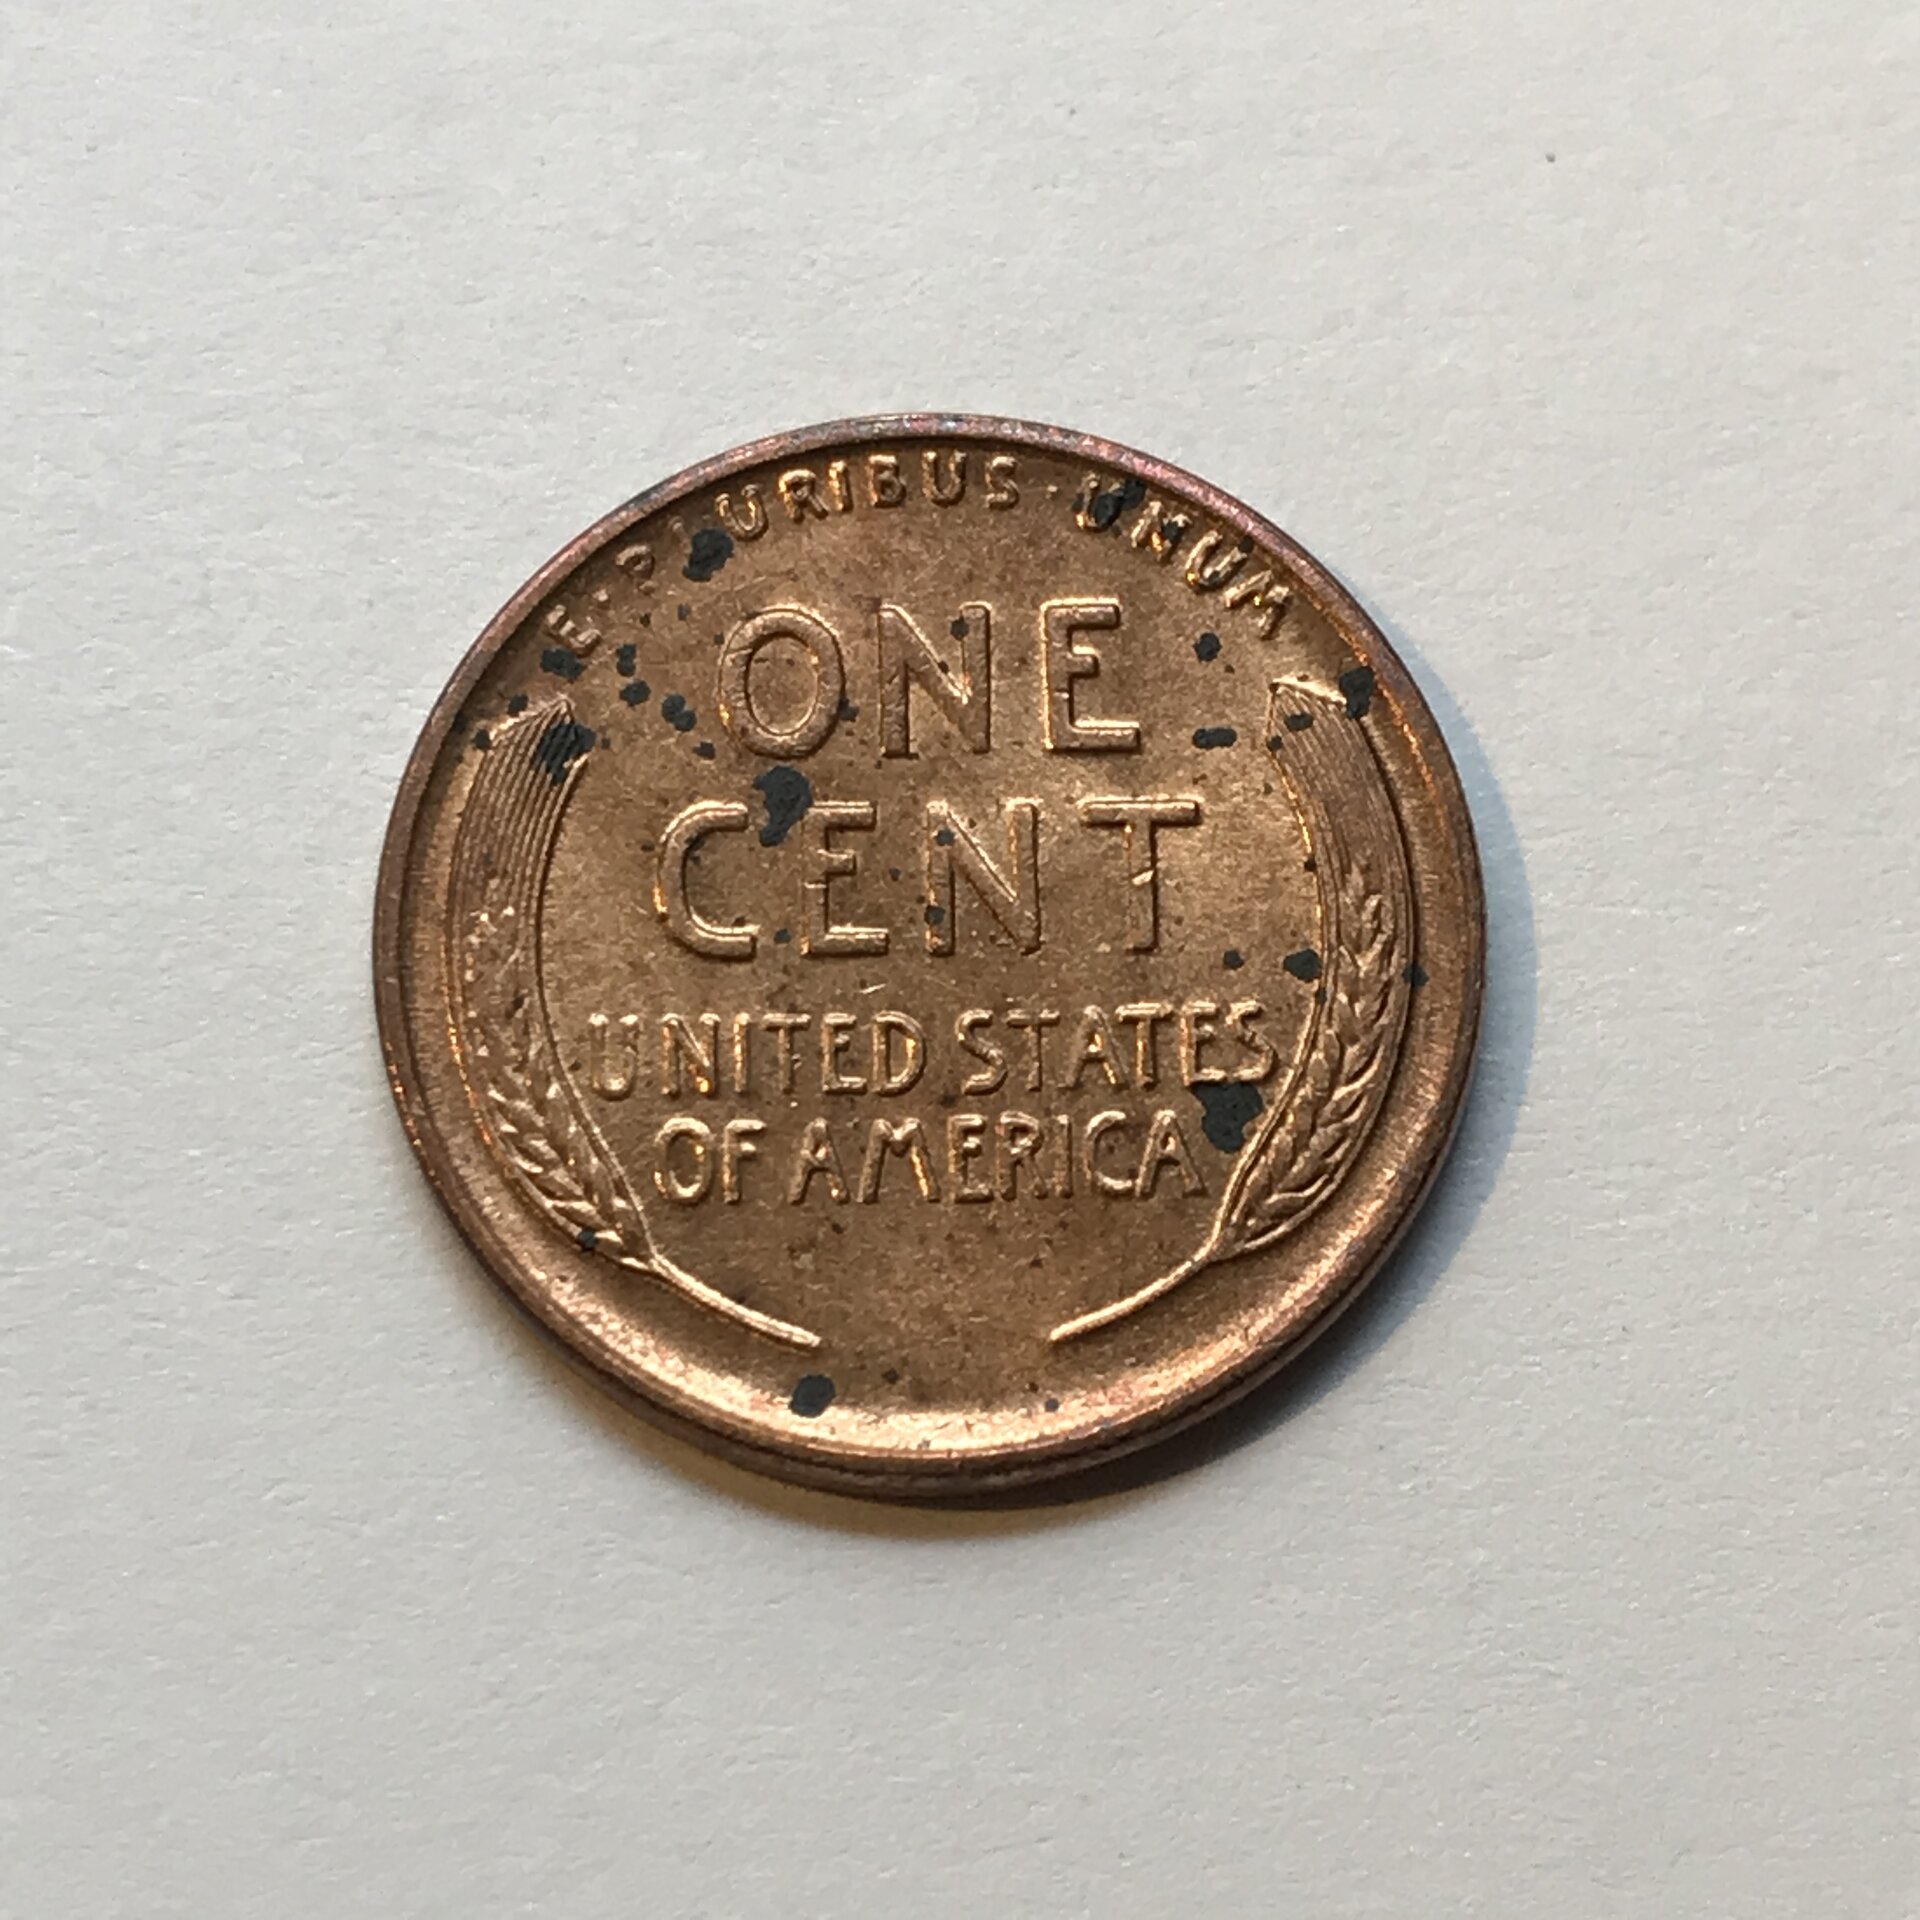 E·PLURIBUS·UNUM
ONE
CENT
UNITED STATES
OF AMERICA